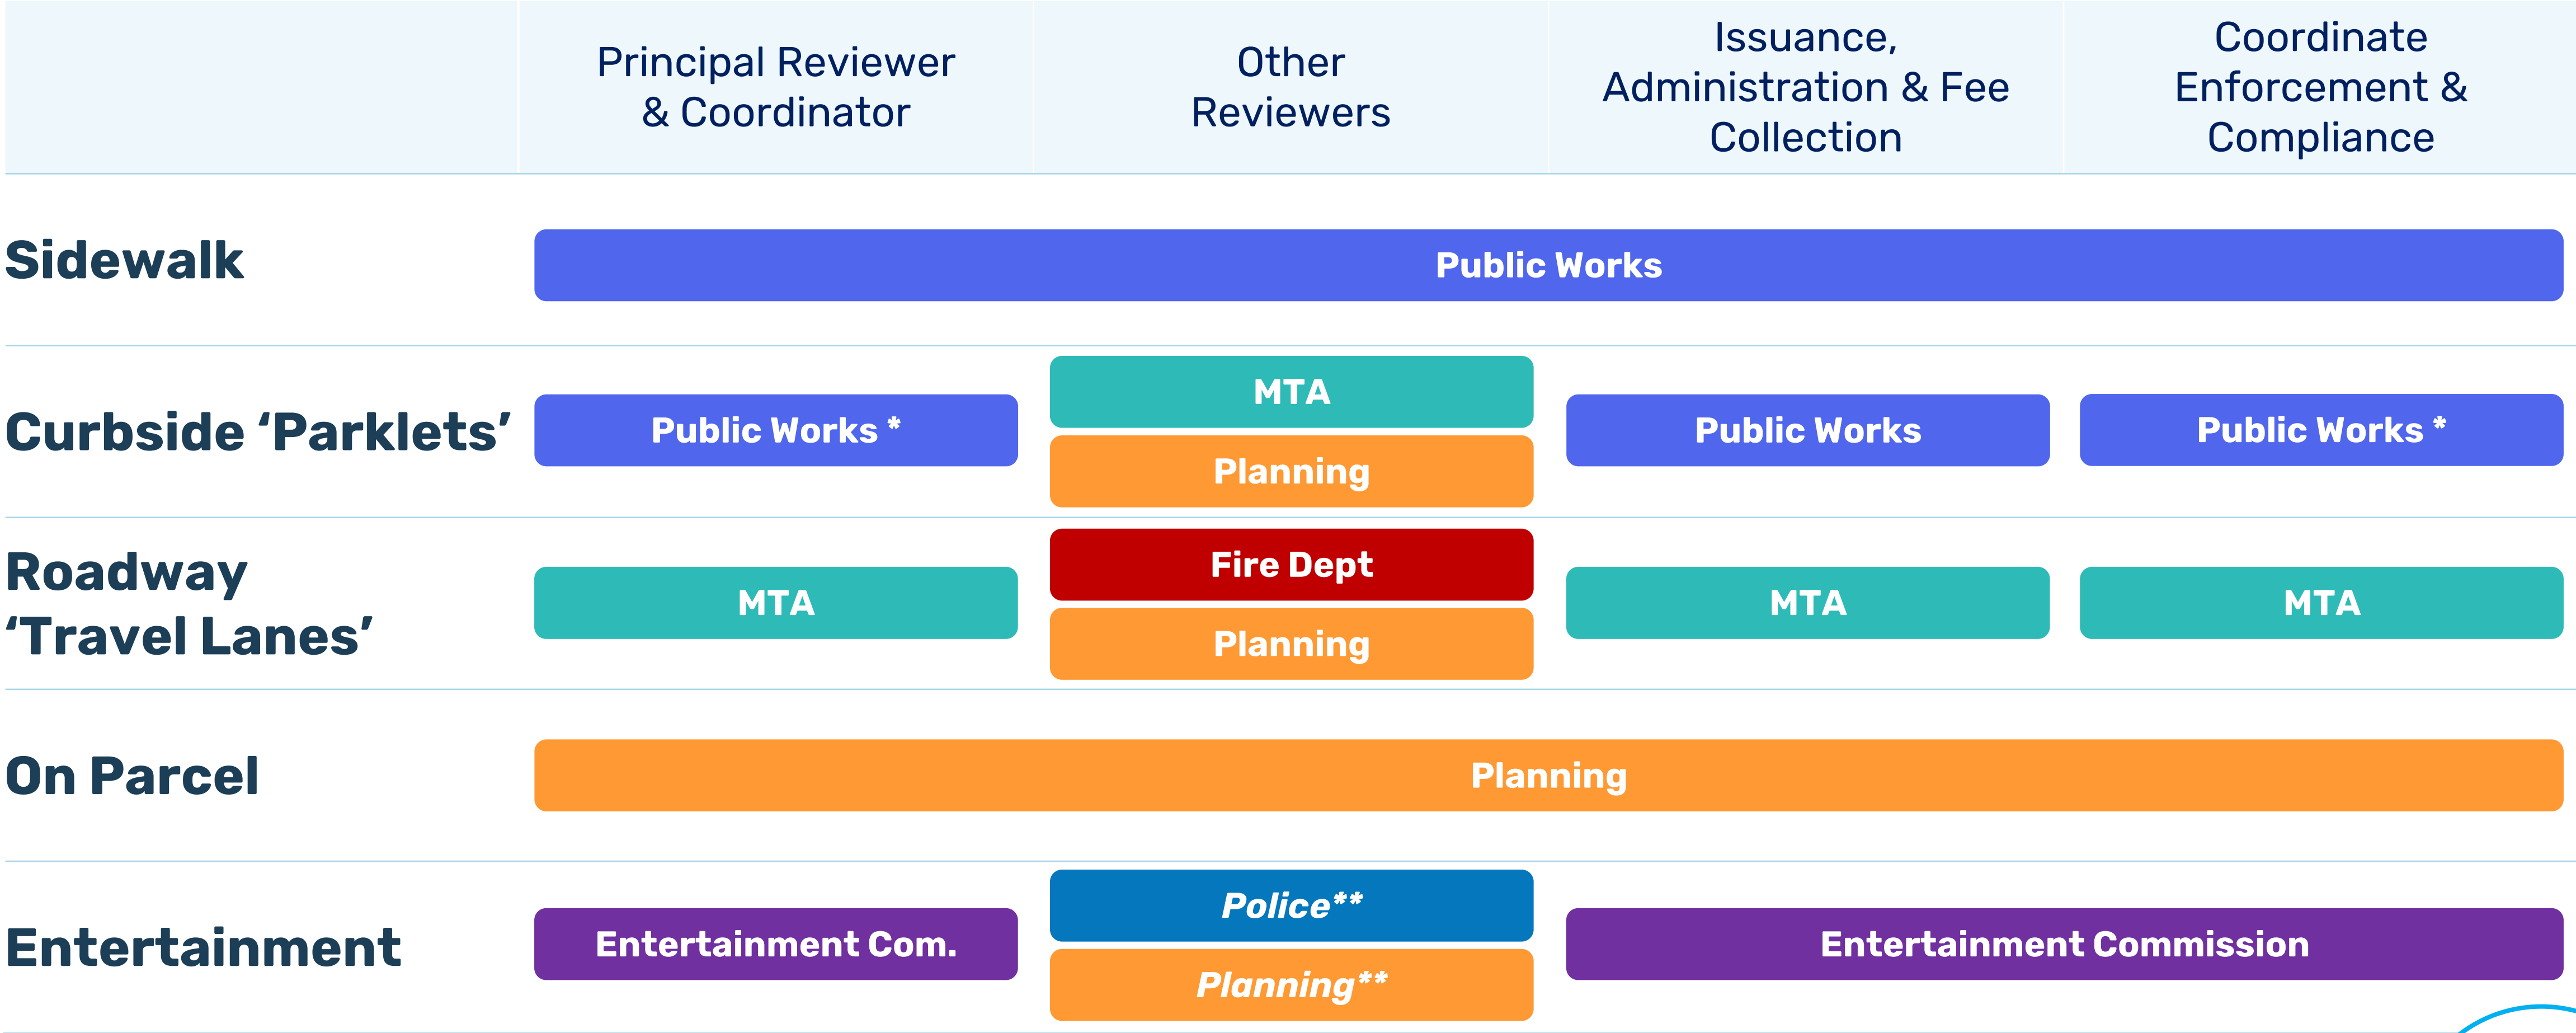 Principal Reviewer
& Coordinator
Other
Reviewers
Issuance,
Administration & Fee
Collection
Coordinate
Enforcement &
Compliance
Sidewalk
Public Works
Curbside ‘Parklets’
Public Works *
MTA
Planning
Public Works
Public Works *
Roadway
‘Travel Lanes’
MTA
Fire Dept
Planning
MTA
MTA
On Parcel
Planning
Entertainment
Entertainment Com.
Police**
Planning**
Entertainment Commission